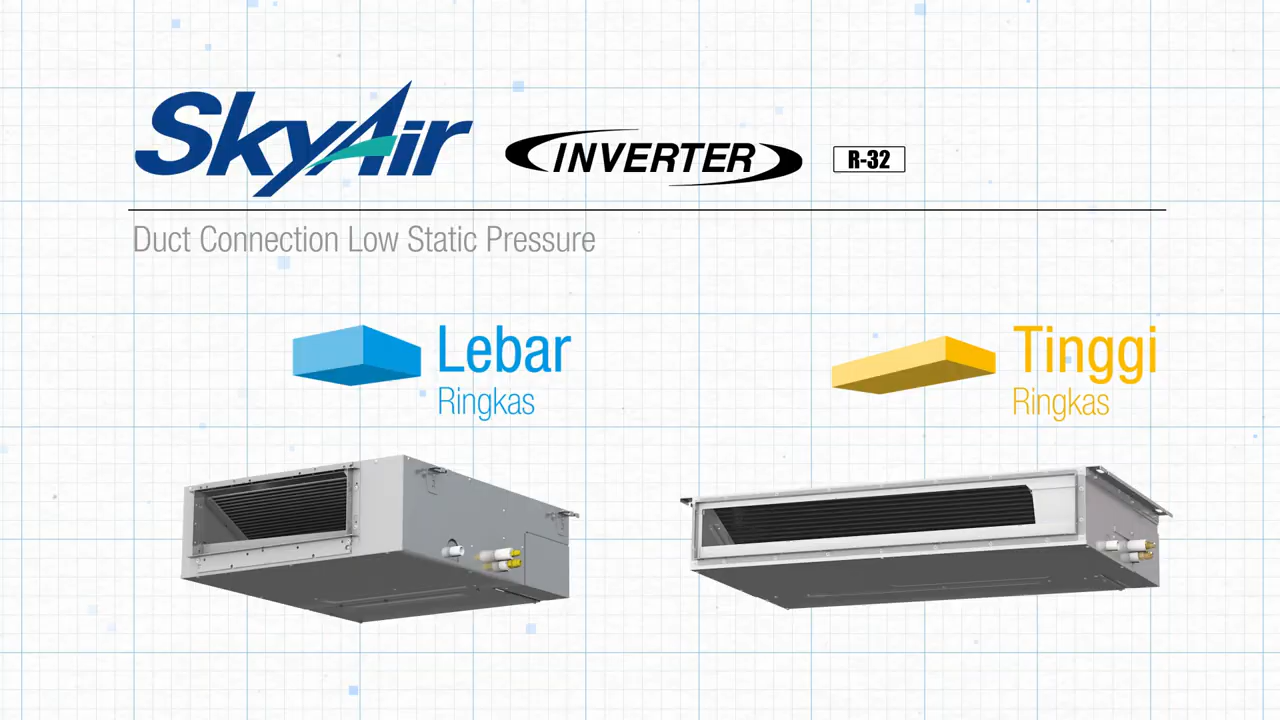 SkyAir INVERTER R-32
Duct Connection Low Static Pressure
Lebar
Ringkas
Tinggi
Ringkas